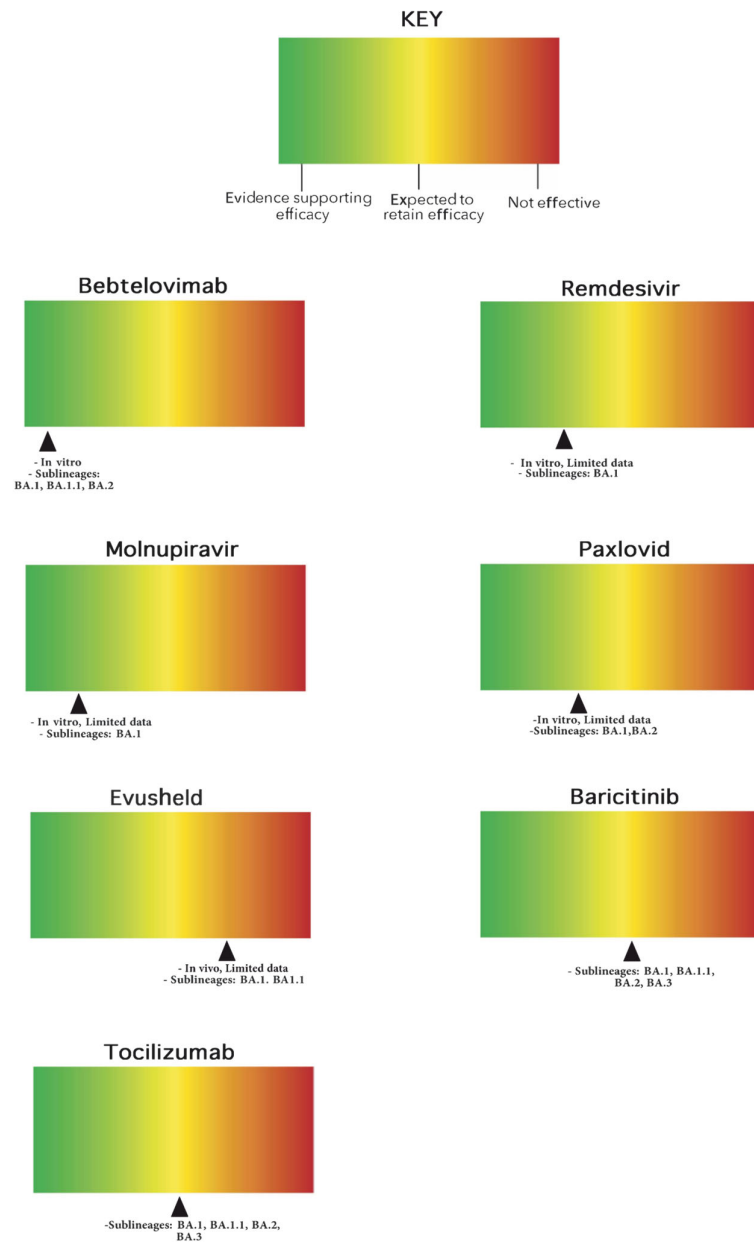 KEY
Evidence supporting
efficacy
Expected to
retain efficacy
Not effective
Bebtelovimab
- In vitro
- Sublineages:
BA.1, BA.1.1, BA.2
Remdesivir
- In vitro, Limited data
- Sublineages: BA.1
Molnupiravir
- In vitro, Limited data
- Sublineages: BA.1
Paxlovid
-In vitro, Limited data
-Sublineages: BA.1,BA.2
Evusheld
- In vivo, Limited data
- Sublineages: BA.1. BA1.1
Baricitinib
- Sublineages: BA.1, BA.1.1,
BA.2, BA.3
Tocilizumab
-Sublineages: BA.1, BA.1.1, BA.2,
BA.3